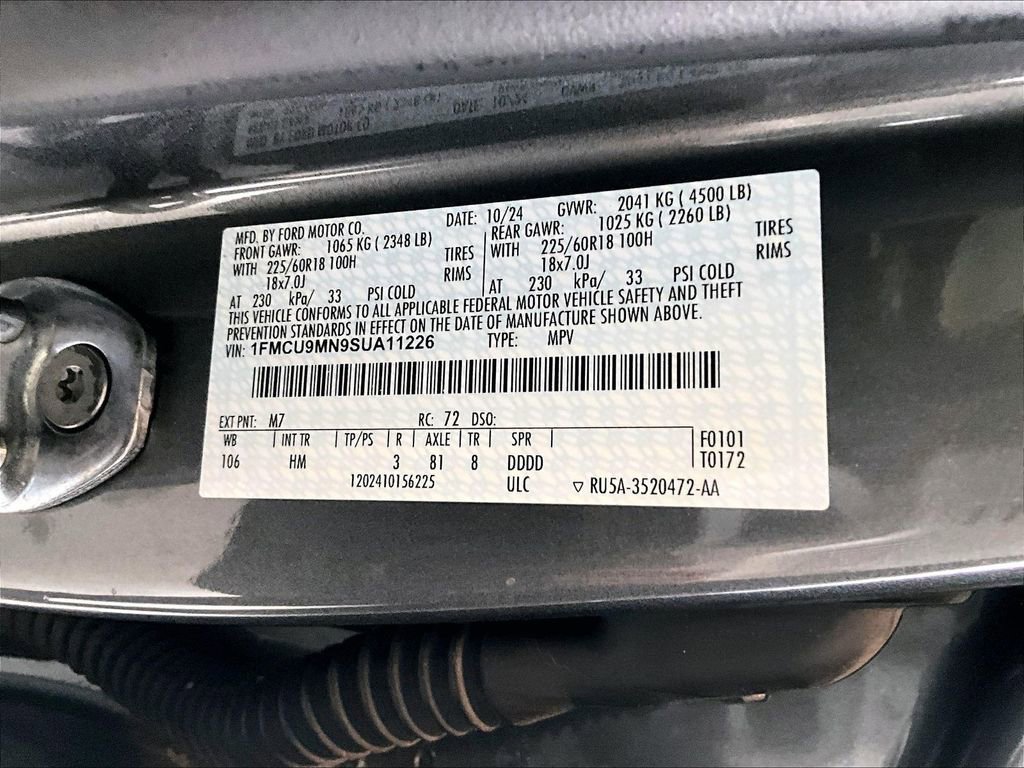 MFD. BY FORD MOTOR CO. DATE: 10/24 GVWR: 2041 KG ( 4500 LB)
FRONT GAWR: 1065 KG ( 2348 LB) REAR GAWR: 1025 KG ( 2260 LB)
WITH 225/60R18 100H TIRES WITH 225/60R18 100H TIRES
18x7.0J RIMS 18x7.0J RIMS
AT 230 kPa/ 33 PSI COLD AT 230 kPa/ 33 PSI COLD
THIS VEHICLE CONFORMS TO ALL APPLICABLE FEDERAL MOTOR VEHICLE SAFETY AND THEFT
PREVENTION STANDARDS IN EFFECT ON THE DATE OF MANUFACTURE SHOWN ABOVE.
VIN: 1FMCU9MN9SUA11226 TYPE: MPV
EXT PNT: M7 RC: 72 DSO:
WB INT TR TP/PS R AXLE TR SPR F0101
106 HM 3 81 8 DDDD T0172
1202410156225 ULC ▽ RU5A-3520472-AA